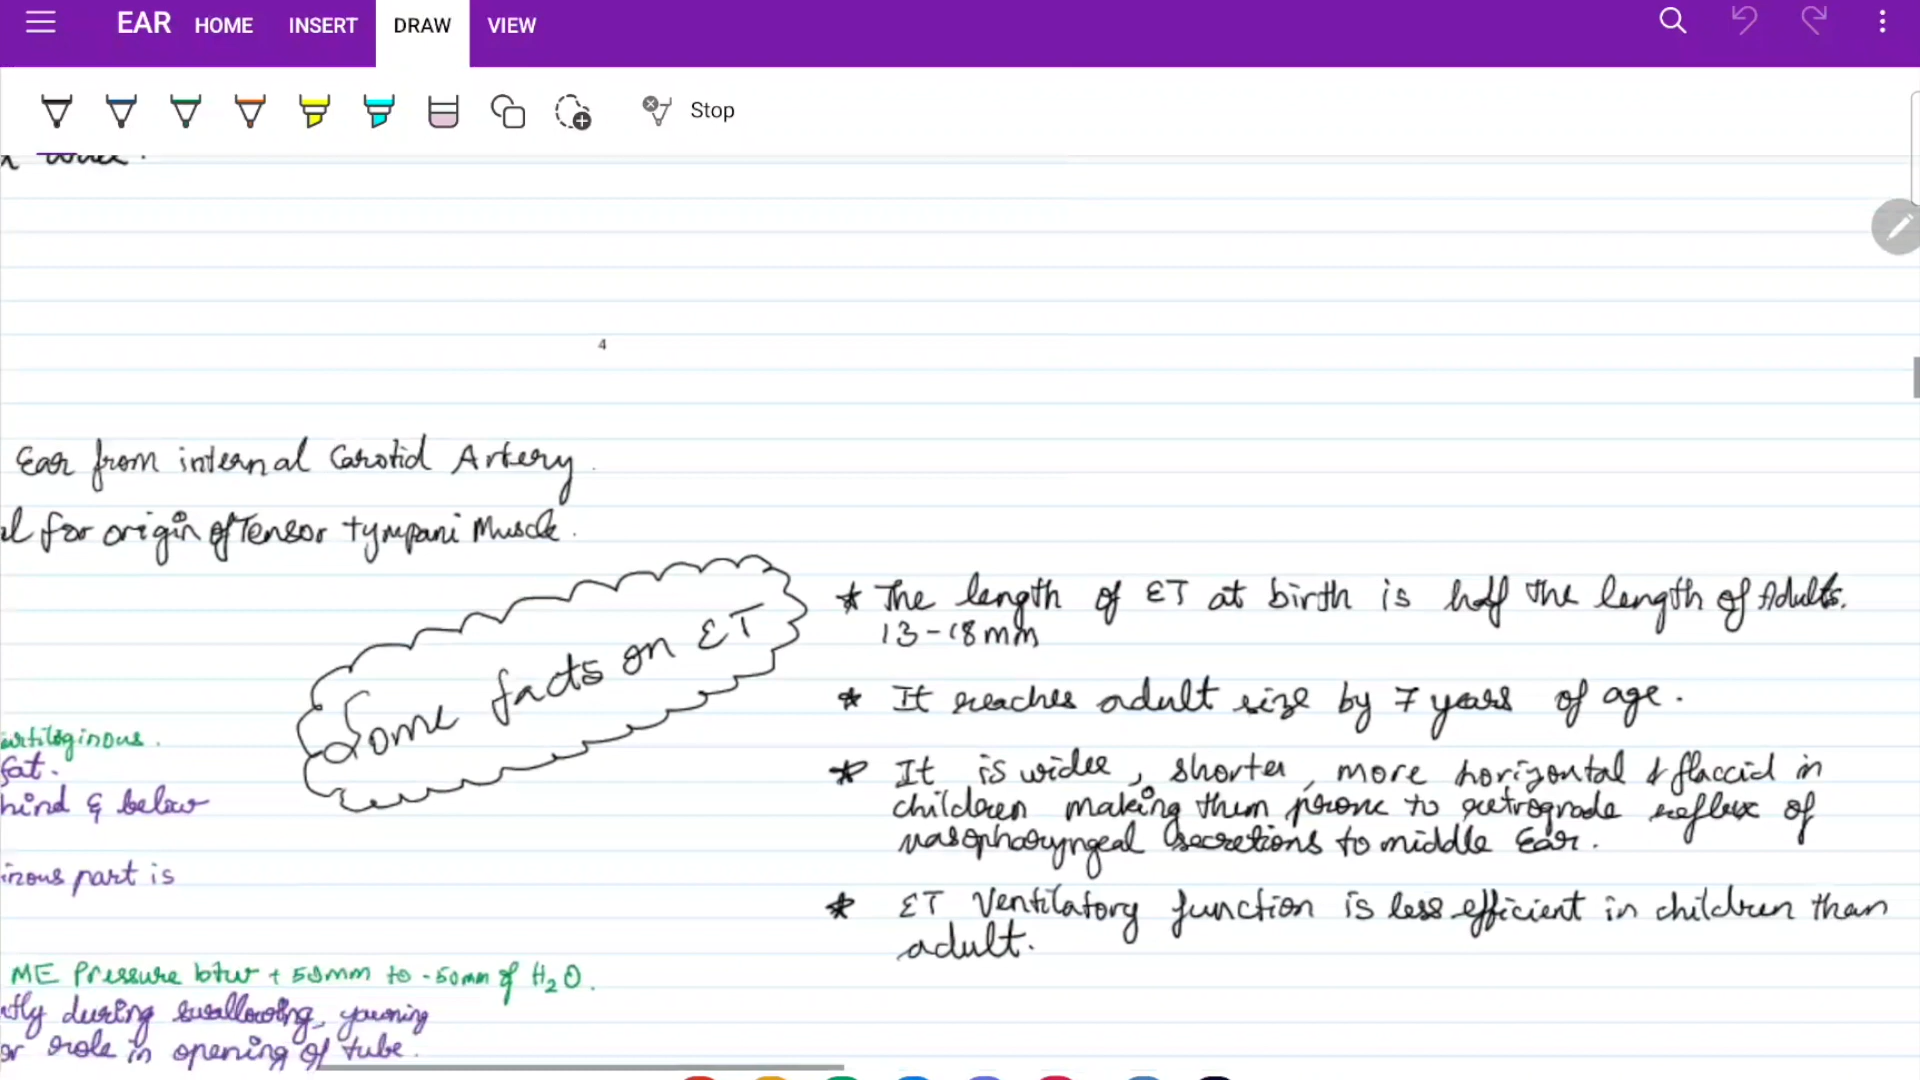 EAR HOME INSERT DRAW VIEW
Stop
4
Ear from internal Carotid Artery.
for origin of Tensor tympani Muscle.
Some facts on ET
* The length of ET at birth is half the length of Adults.
13-18mm
* It reaches adult size by 7 years of age.
* It is wider, shorter, more horizontal & flaccid in
children making them prone to retrograde reflux of
nasopharyngeal secretions to middle Ear.
* ET Ventilatory function is less efficient in children than
adult.
fat.
hind & below
inous part is
ME Pressure btw + 50mm to -50mm of H₂O.
during swallowing, yawning
role in opening of tube.